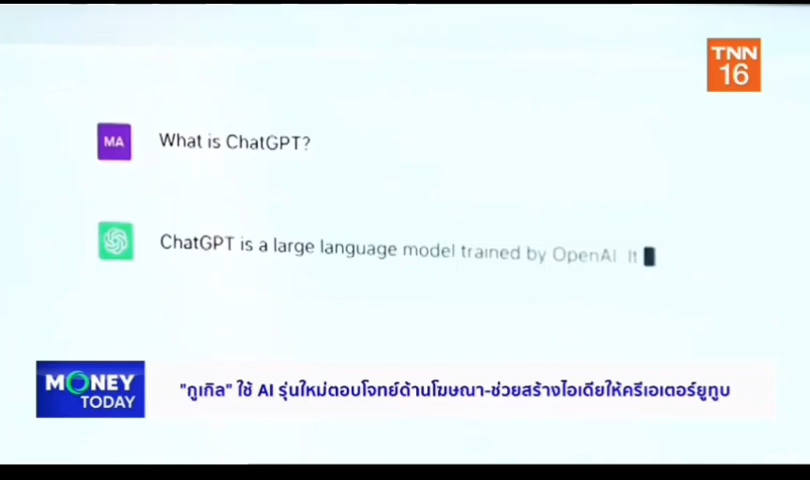 TNN
16
MA
What is ChatGPT?
ChatGPT is a large language model trained by OpenAI It
MONEY
TODAY
"กูเกิล" ใช้ AI รุ่นใหม่ตอบโจทย์ด้านโฆษณา-ช่วยสร้างไอเดียให้ครีเอเตอร์ยูทูบ